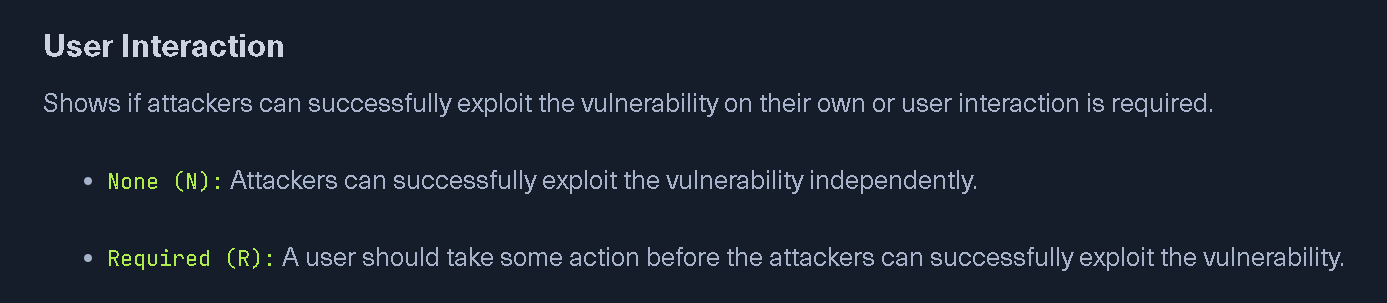 User Interaction
Shows if attackers can successfully exploit the vulnerability on their own or user interaction is required.
• None (N): Attackers can successfully exploit the vulnerability independently.
• Required (R): A user should take some action before the attackers can successfully exploit the vulnerability.